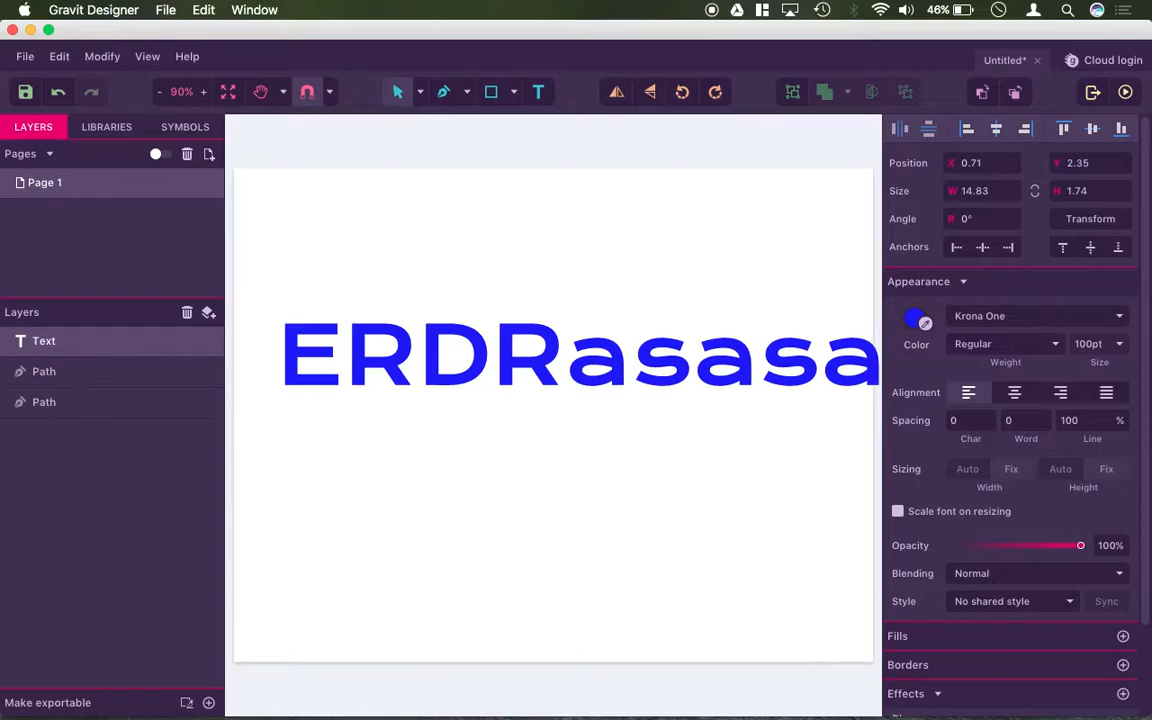 Gravit Designer File Edit Window 46%
File Edit Modify View Help Untitled* Cloud login
- 90% +
LAYERS LIBRARIES SYMBOLS
Pages
Page 1
Layers
Text
Path
Path
Make exportable
ERDRasasa
Position X 0.71 Y 2.35
Size W 14.83 H 1.74
Angle R 0° Transform
Anchors
Appearance
Krona One
Color Regular 100pt
Weight Size
Alignment
Spacing 0 0 100 %
Char Word Line
Sizing Auto Fix Auto Fix
Width Height
Scale font on resizing
Opacity 100%
Blending Normal
Style No shared style Sync
Fills
Borders
Effects